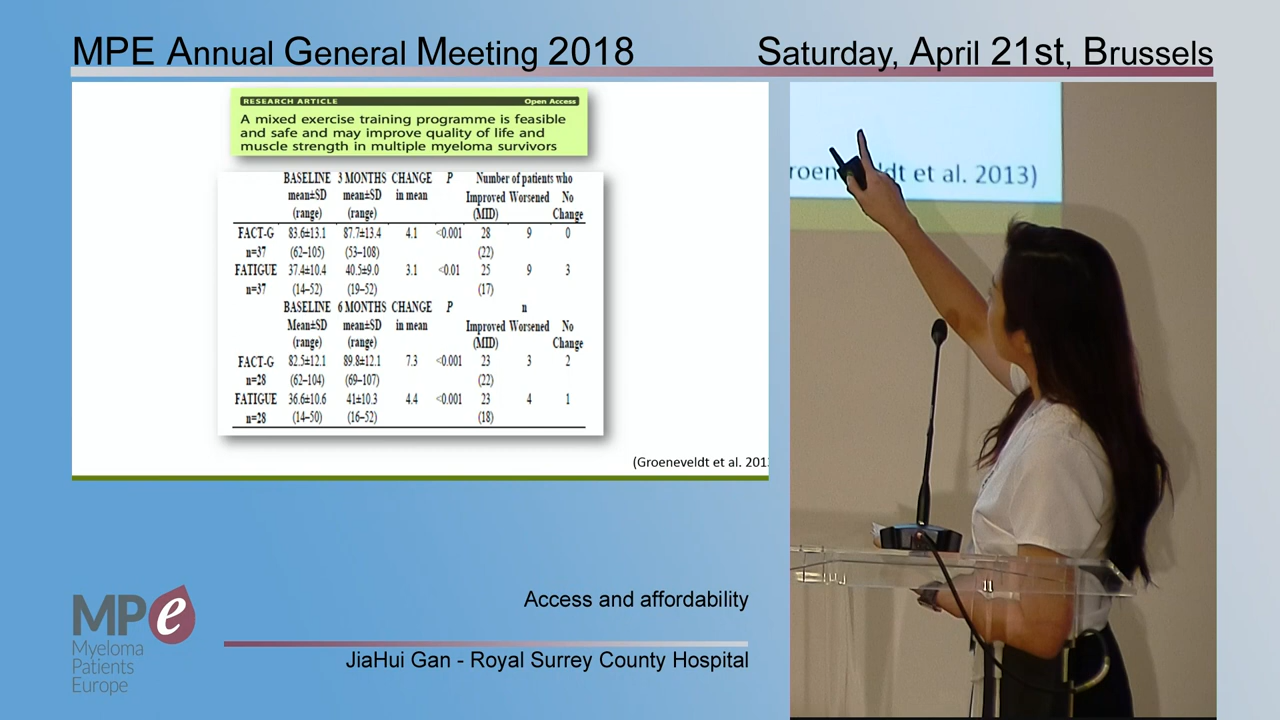 MPE Annual General Meeting 2018
Saturday, April 21st, Brussels
RESEARCH ARTICLE Open Access
A mixed exercise training programme is feasible
and safe and may improve quality of life and
muscle strength in multiple myeloma survivors
BASELINE 3 MONTHS CHANGE P Number of patients who
mean±SD mean±SD in mean Improved Worsened No
(range) (range) (MID) Change
FACT-G 83.6±13.1 87.7±13.4 4.1 <0.001 28 9 0
n=37 (62–105) (53–108) (22)
FATIGUE 37.4±10.4 40.5±9.0 3.1 <0.01 25 9 3
n=37 (14–52) (19–52) (17)
BASELINE 6 MONTHS CHANGE P n
Mean±SD mean±SD in mean Improved Worsened No
(range) (range) (MID) Change
FACT-G 82.5±12.1 89.8±12.1 7.3 <0.001 23 3 2
n=28 (62–104) (69–107) (22)
FATIGUE 36.6±10.6 41±10.3 4.4 <0.001 23 4 1
n=28 (14–50) (16–52) (18)
(Groeneveldt et al. 201
roen ldt et al. 2013)
MPe
Myeloma
Patients
Europe
Access and affordability
JiaHui Gan - Royal Surrey County Hospital